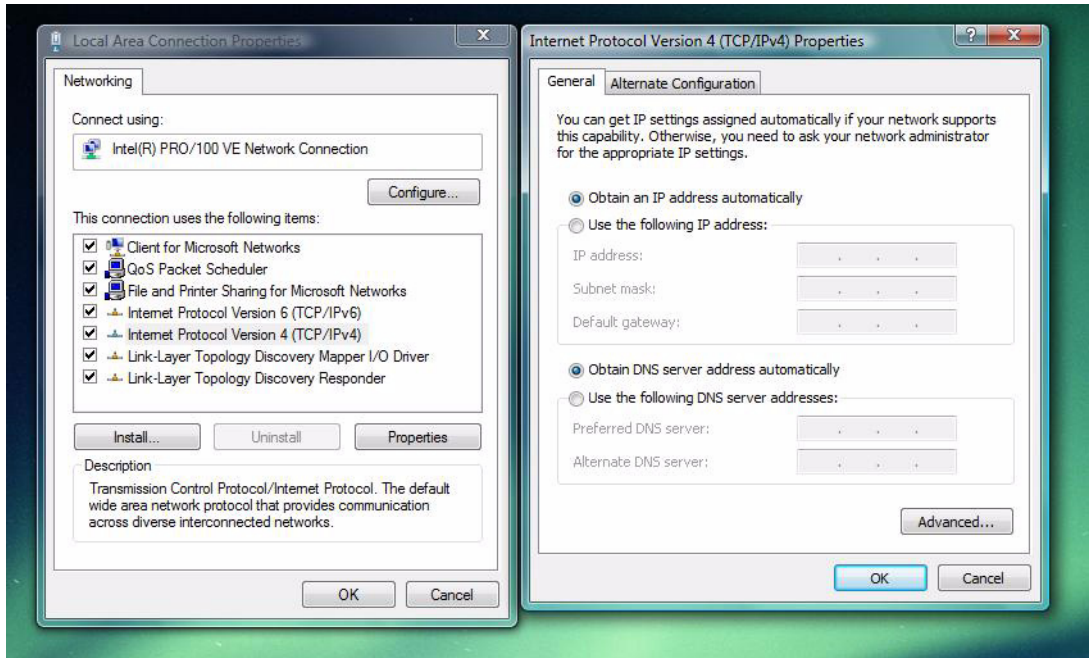 Local Area Connection Properties
Networking
Connect using:
Intel(R) PRO/100 VE Network Connection
Configure...
This connection uses the following items:
Client for Microsoft Networks
QoS Packet Scheduler
File and Printer Sharing for Microsoft Networks
Internet Protocol Version 6 (TCP/IPv6)
Internet Protocol Version 4 (TCP/IPv4)
Link-Layer Topology Discovery Mapper I/O Driver
Link-Layer Topology Discovery Responder
Install...
Uninstall
Properties
Description
Transmission Control Protocol/Internet Protocol. The default
wide area network protocol that provides communication
across diverse interconnected networks.
OK
Cancel
Internet Protocol Version 4 (TCP/IPv4) Properties
General
Alternate Configuration
You can get IP settings assigned automatically if your network supports
this capability. Otherwise, you need to ask your network administrator
for the appropriate IP settings.
Obtain an IP address automatically
Use the following IP address:
IP address:
Subnet mask:
Default gateway:
Obtain DNS server address automatically
Use the following DNS server addresses:
Preferred DNS server:
Alternate DNS server:
Advanced...
OK
Cancel